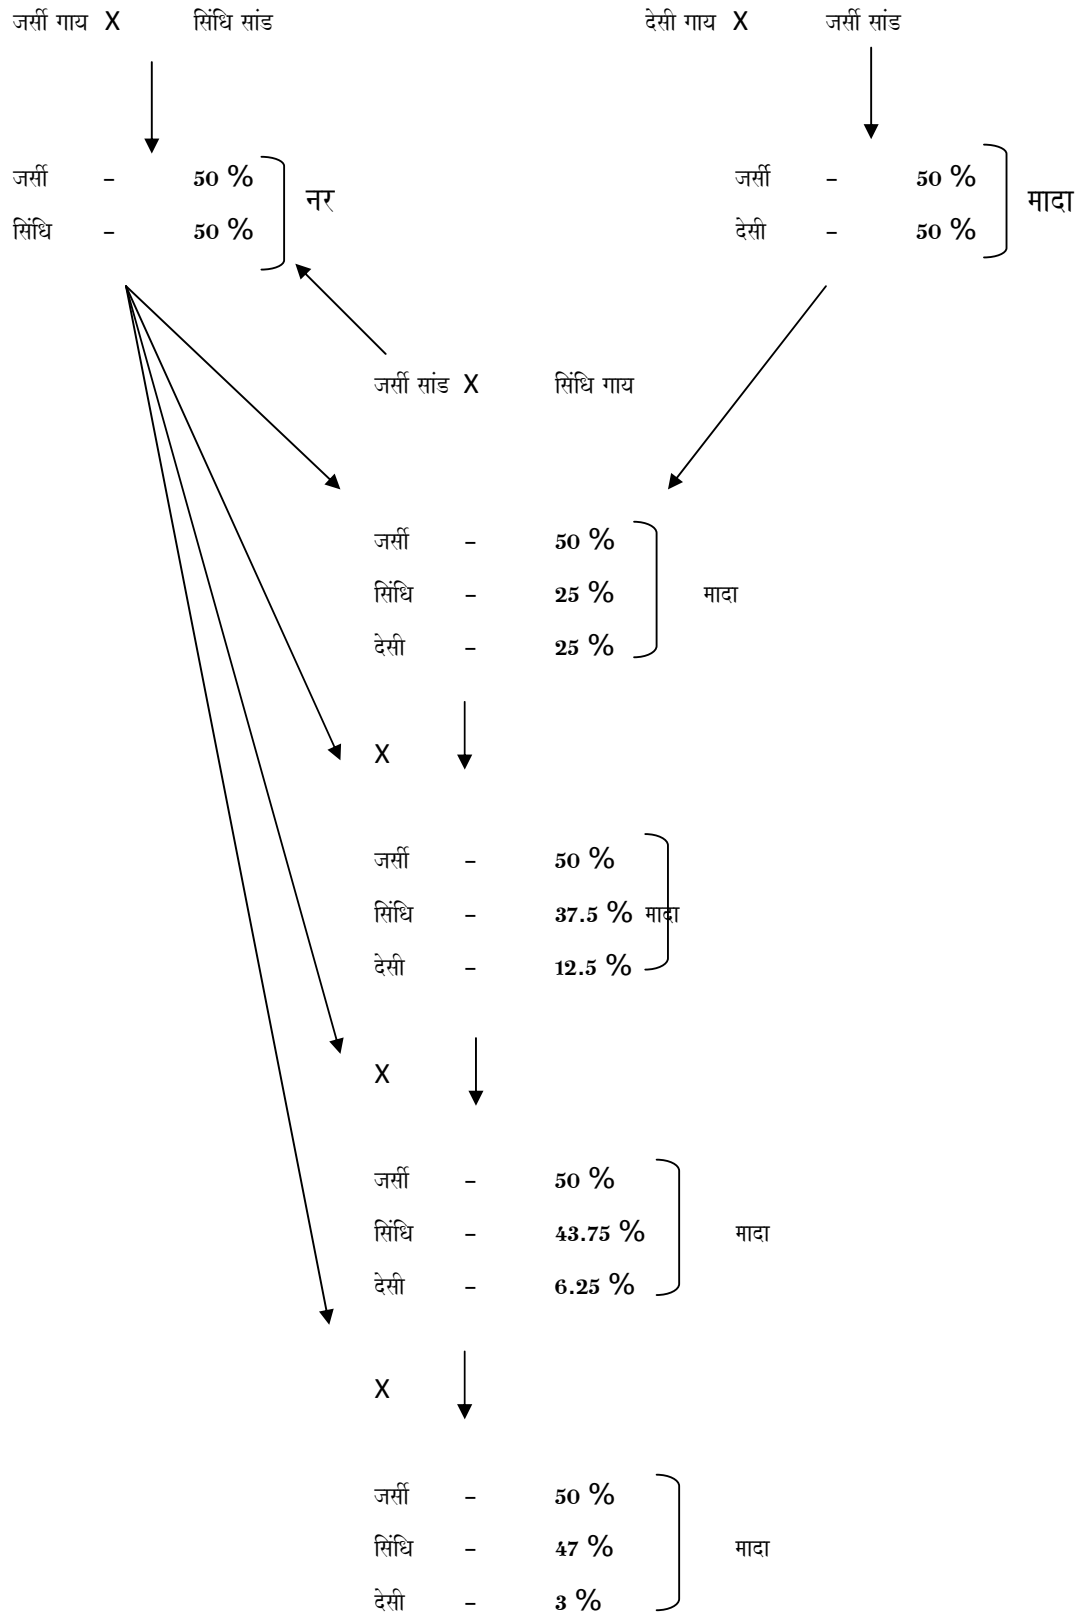 जर्सी गाय X सिंधि सांड देसी गाय X जर्सी सांड
जर्सी – 50 % जर्सी – 50 %
नर मादा
सिंधि – 50 % देसी – 50 %
जर्सी सांड X सिंधि गाय
जर्सी – 50 %
सिंधि – 25 % मादा
देसी – 25 %
X
जर्सी – 50 %
सिंधि – 37.5 % मादा
देसी – 12.5 %
X
जर्सी – 50 %
सिंधि – 43.75 % मादा
देसी – 6.25 %
X
जर्सी – 50 %
सिंधि – 47 % मादा
देसी – 3 %